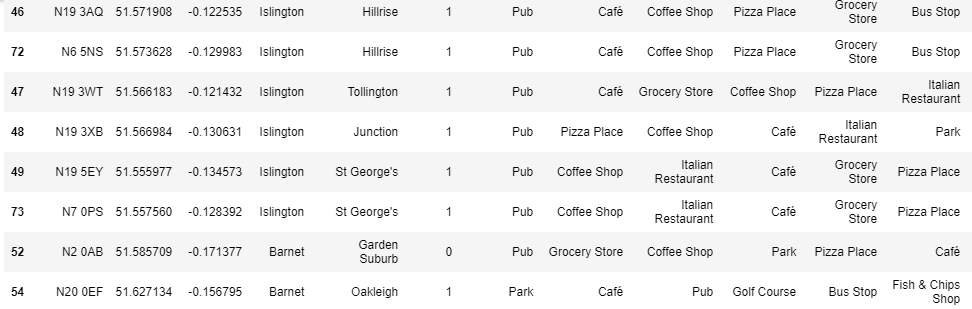 46 N19 3AQ 51.571908 -0.122535 Islington Hillrise 1 Pub Café Coffee Shop Pizza Place Grocery Store Bus Stop
72 N6 5NS 51.573628 -0.129983 Islington Hillrise 1 Pub Café Coffee Shop Pizza Place Grocery Store Bus Stop
47 N19 3WT 51.566183 -0.121432 Islington Tollington 1 Pub Café Grocery Store Coffee Shop Pizza Place Italian Restaurant
48 N19 3XB 51.566984 -0.130631 Islington Junction 1 Pub Pizza Place Coffee Shop Café Italian Restaurant Park
49 N19 5EY 51.555977 -0.134573 Islington St George's 1 Pub Coffee Shop Italian Restaurant Café Grocery Store Pizza Place
73 N7 0PS 51.557560 -0.128392 Islington St George's 1 Pub Coffee Shop Italian Restaurant Café Grocery Store Pizza Place
52 N2 0AB 51.585709 -0.171377 Barnet Garden Suburb 0 Pub Grocery Store Coffee Shop Park Pizza Place Café
54 N20 0EF 51.627134 -0.156795 Barnet Oakleigh 1 Park Café Pub Golf Course Bus Stop Fish & Chips Shop